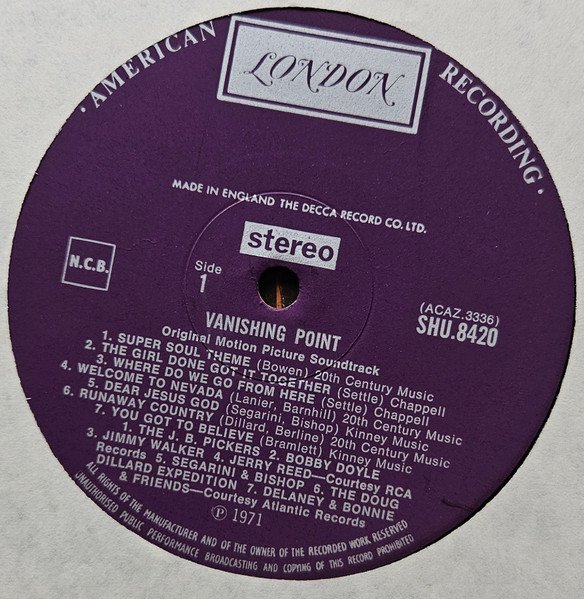 · AMERICAN RECORDING ·
LONDON
MADE IN ENGLAND THE DECCA RECORD CO. LTD.
stereo
N.C.B.
Side
1
(ACAZ.3336)
SHU.8420
VANISHING POINT
Original Motion Picture Soundtrack
1. SUPER SOUL THEME (Bowen) 20th Century Music
2. THE GIRL DONE GOT IT TOGETHER (Settle) Chappell
3. WHERE DO WE GO FROM HERE (Settle) Chappell
4. WELCOME TO NEVADA (Lanier, Barnhill) 20th Century Music
5. DEAR JESUS GOD (Segarini, Bishop) Kinney Music
6. RUNAWAY COUNTRY (Dillard, Berline) 20th Century Music
7. YOU GOT TO BELIEVE (Bramlett) Kinney Music
1. THE J. B. PICKERS 2. BOBBY DOYLE
3. JIMMY WALKER 4. JERRY REED—Courtesy RCA
Records 5. SEGARINI & BISHOP 6. THE DOUG
DILLARD EXPEDITION 7. DELANEY & BONNIE
& FRIENDS—Courtesy Atlantic Records
℗ 1971
ALL RIGHTS OF THE MANUFACTURER AND OF THE OWNER OF THE RECORDED WORK RESERVED
UNAUTHORISED PUBLIC PERFORMANCE BROADCASTING AND COPYING OF THIS RECORD PROHIBITED